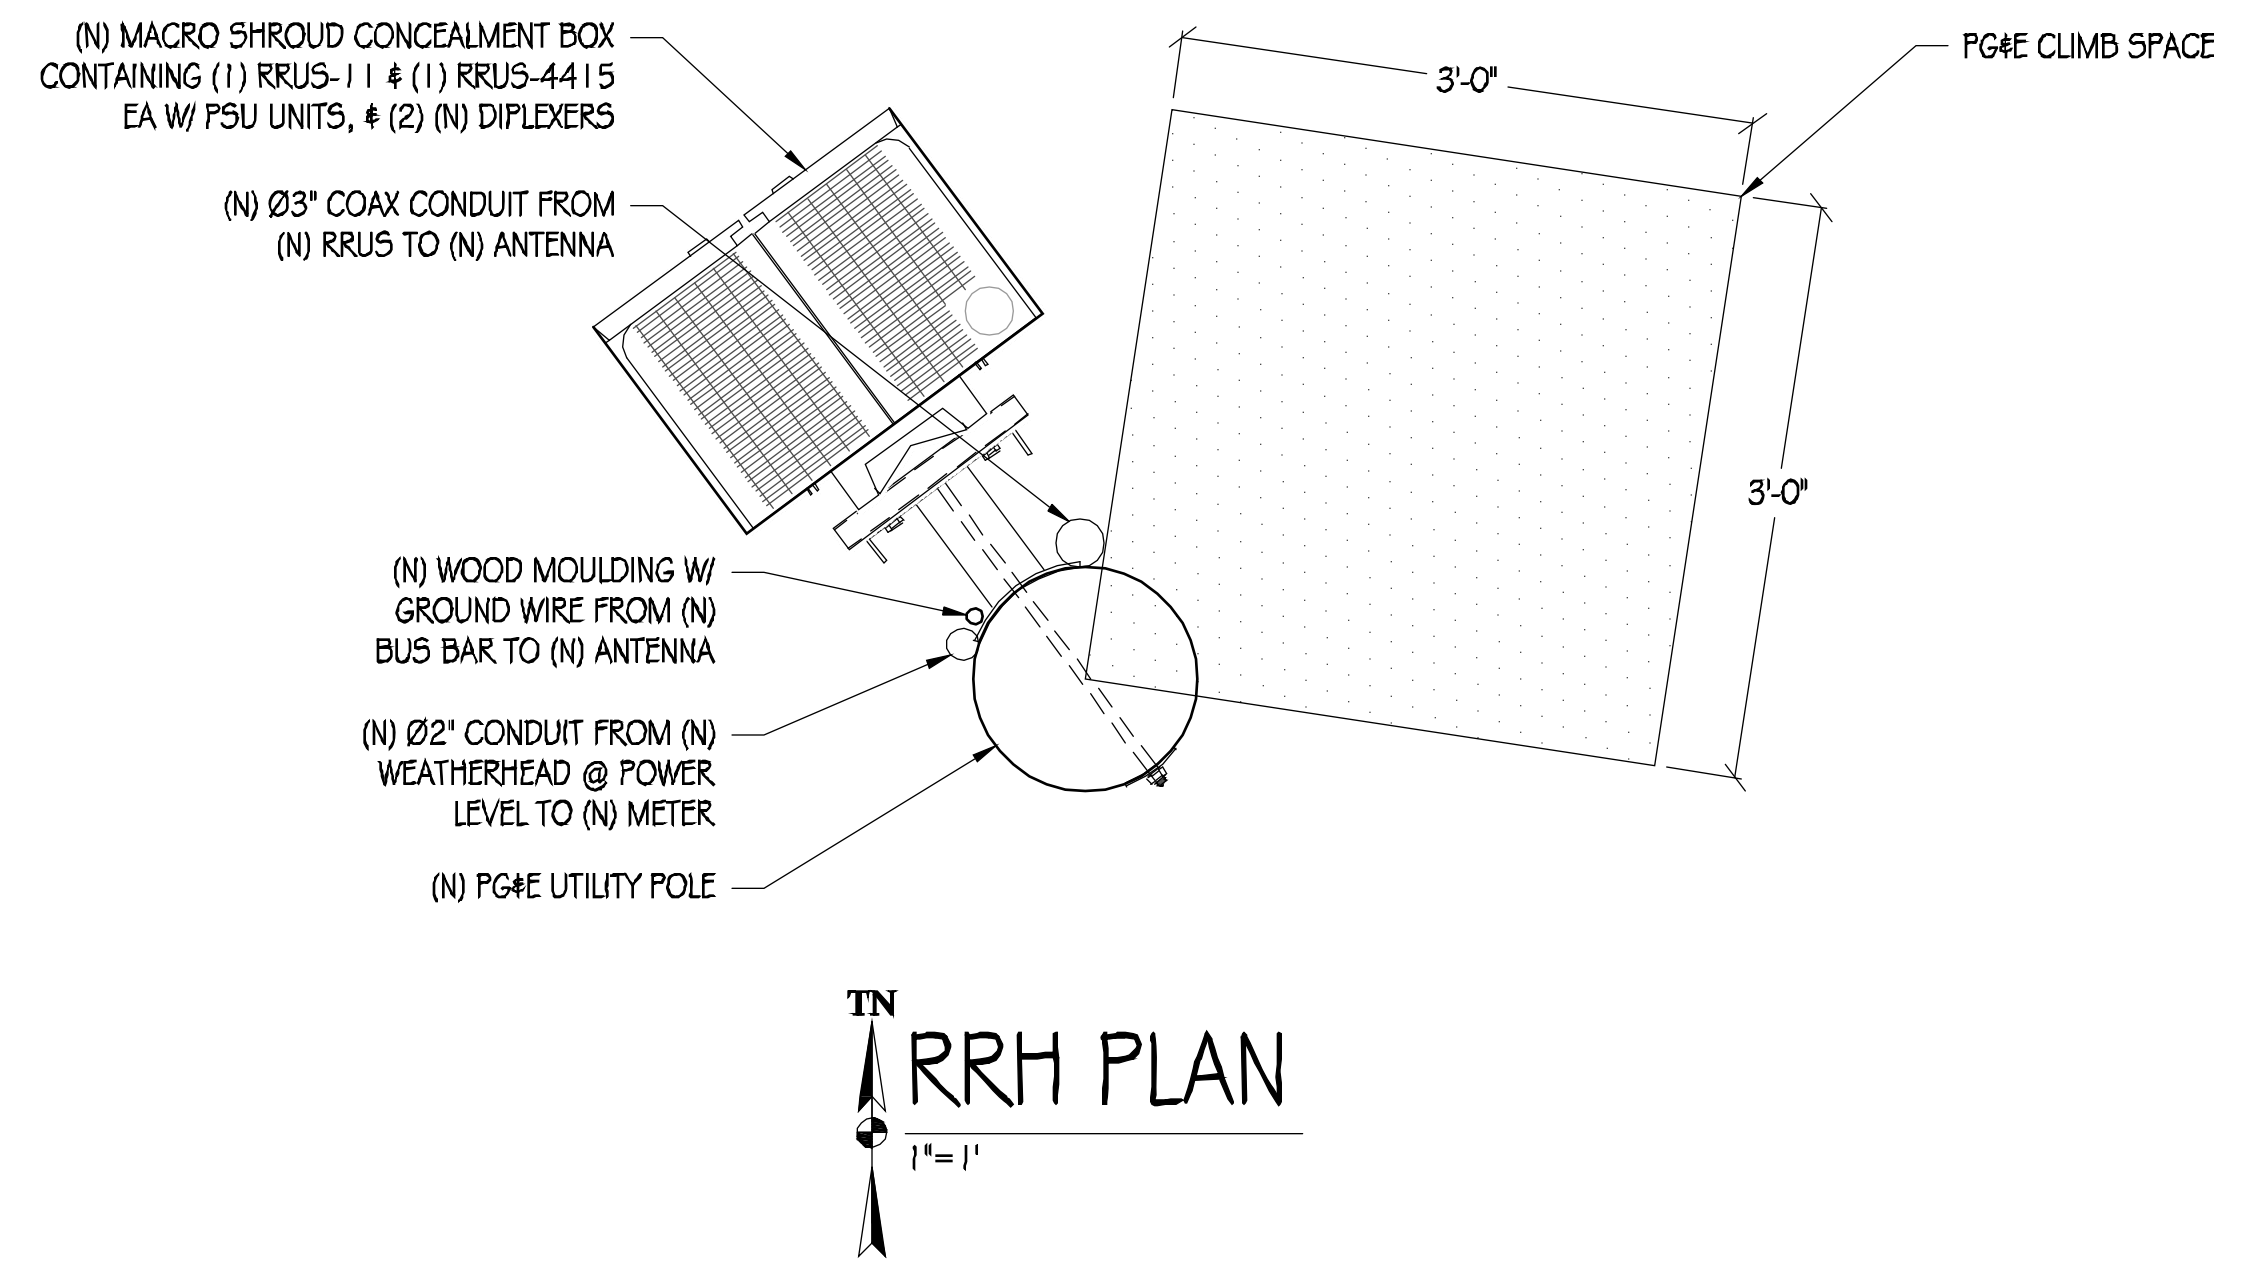 (N) MACRO SHROUD CONCEALMENT BOX
CONTAINING (1) RRUS-11 & (1) RRUS-4415
EA W/ PSU UNITS, & (2) (N) DIPLEXERS
(N) Ø3" COAX CONDUIT FROM
(N) RRUS TO (N) ANTENNA
3'-0"
PG&E CLIMB SPACE
3'-0"
(N) WOOD MOULDING W/
GROUND WIRE FROM (N)
BUS BAR TO (N) ANTENNA
(N) Ø2" CONDUIT FROM (N)
WEATHERHEAD @ POWER
LEVEL TO (N) METER
(N) PG&E UTILITY POLE
TN
RRH PLAN
1"=1'